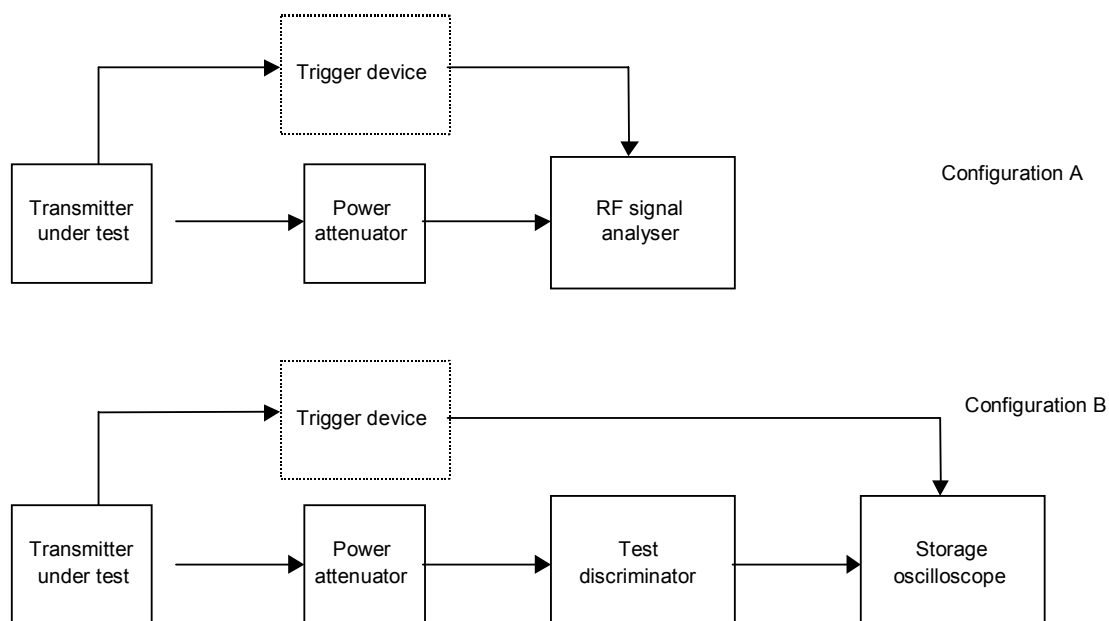 Trigger device
Configuration A
Transmitter
under test
Power
attenuator
RF signal
analyser
Trigger device
Configuration B
Transmitter
under test
Power
attenuator
Test
discriminator
Storage
oscilloscope